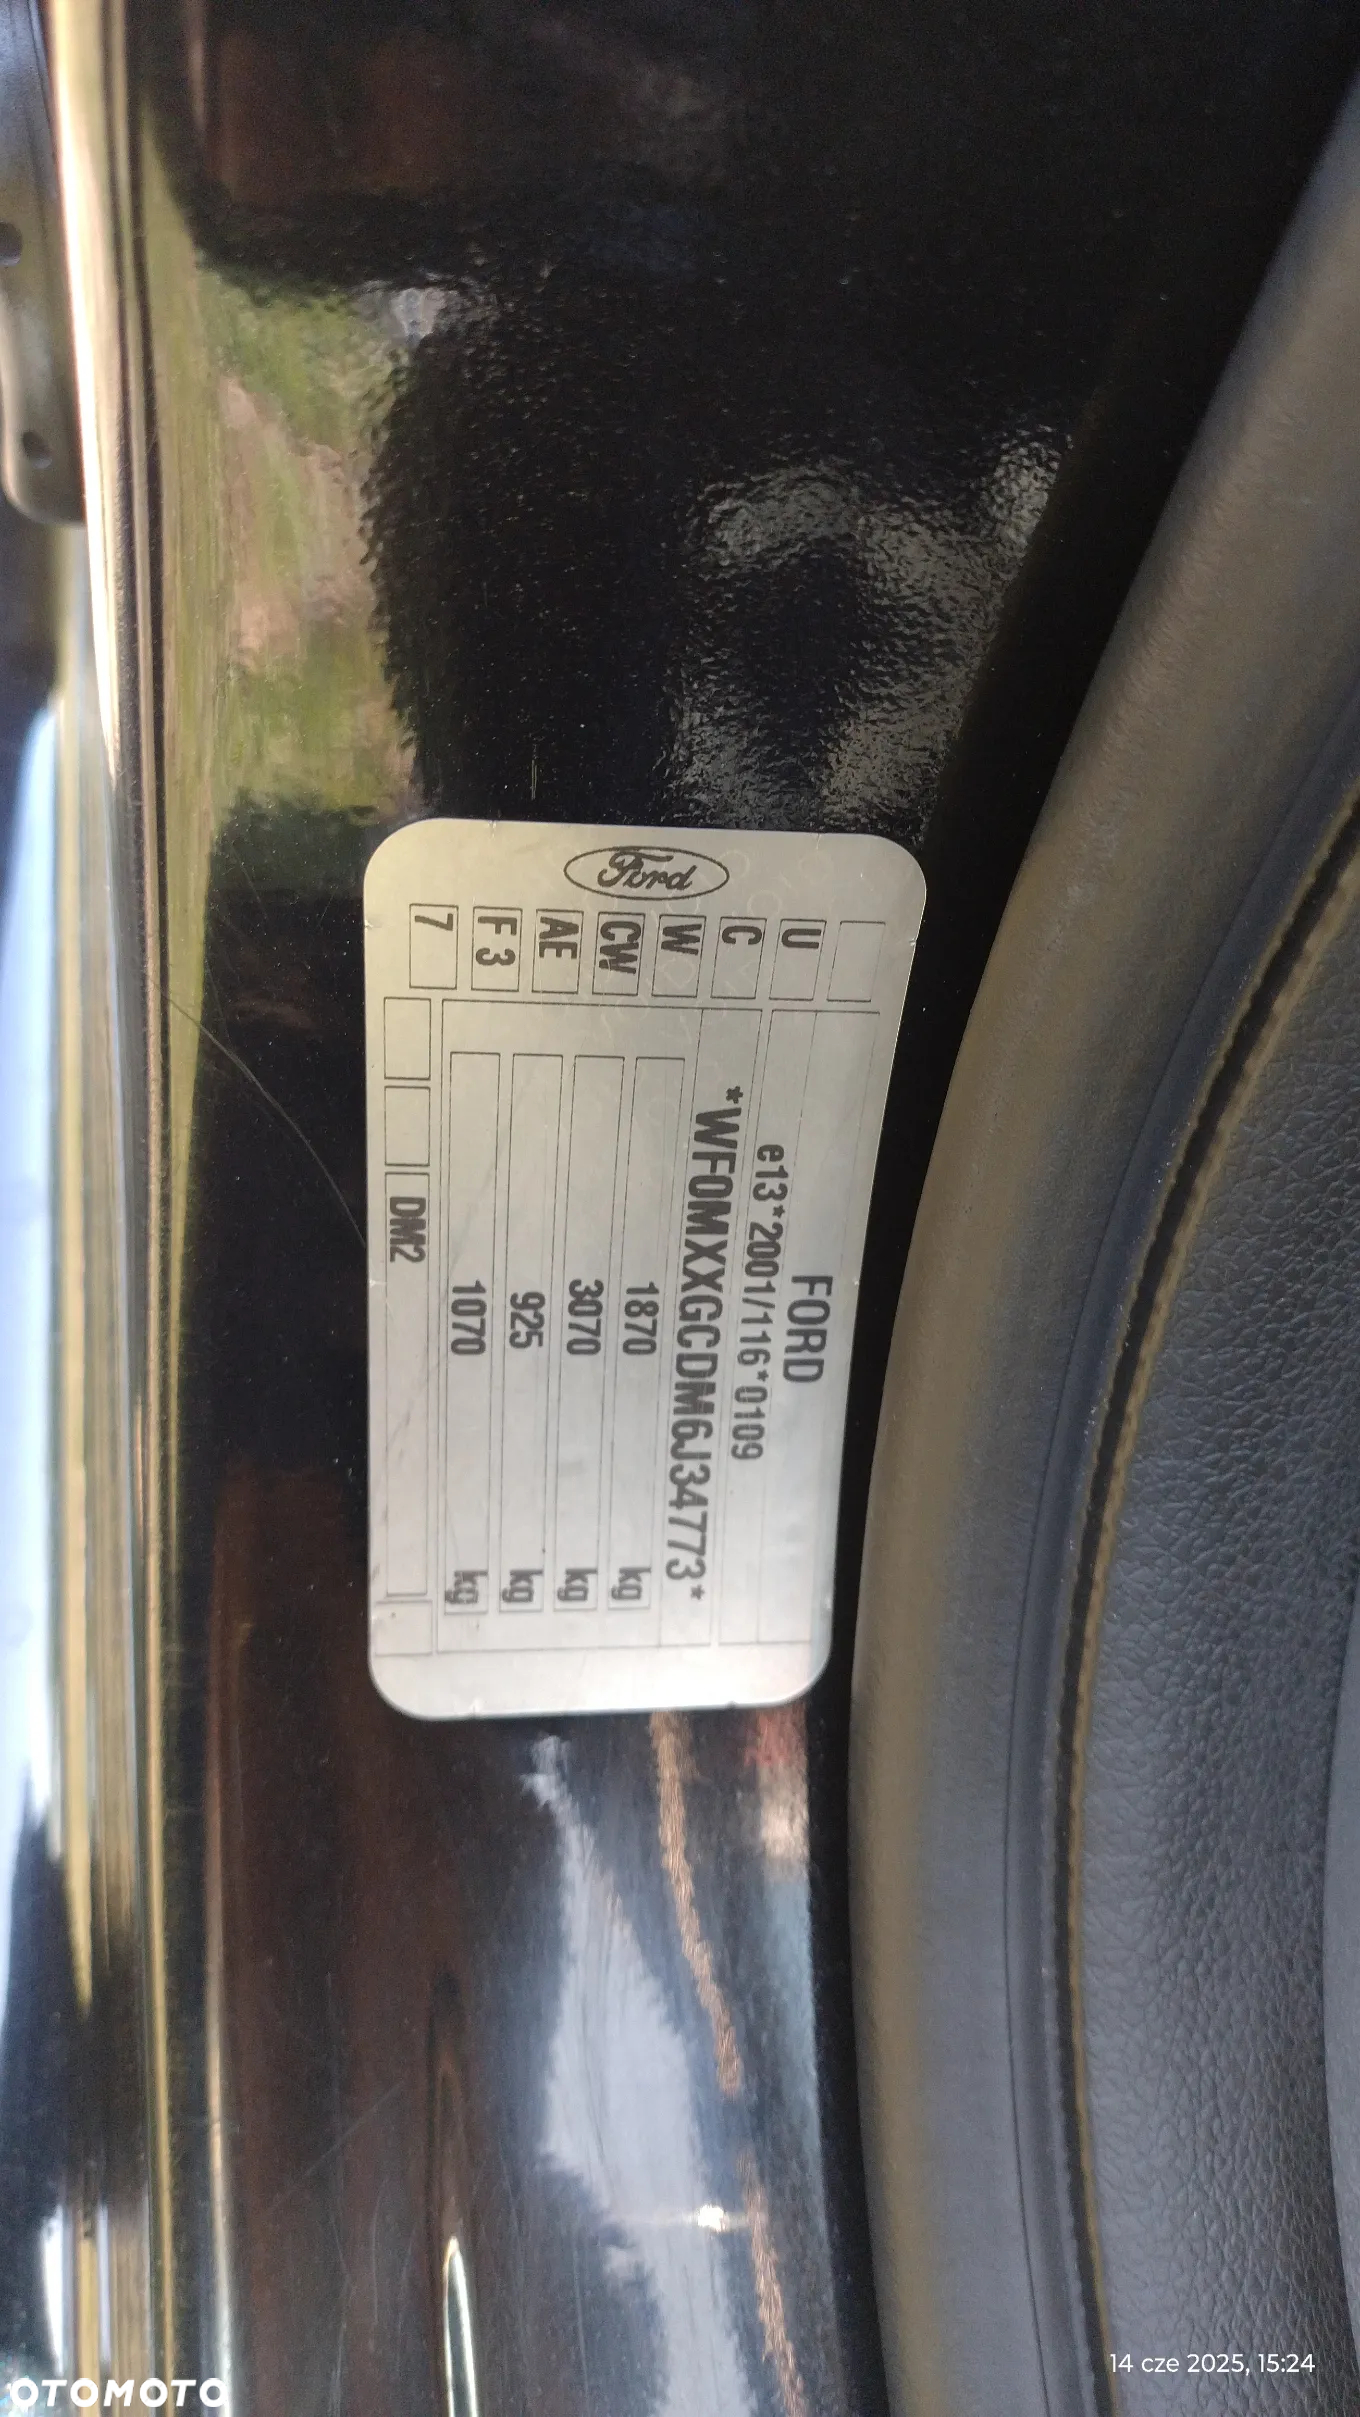 Ford
FORD
e13*2001/116*0109
*WF0MXXGCDM6J34773*
1870 kg
3070 kg
925 kg
1070 kg
U
C
W
CW
AE
F 3
7
DM2
14 cze 2025, 15:24
OTOMOTO